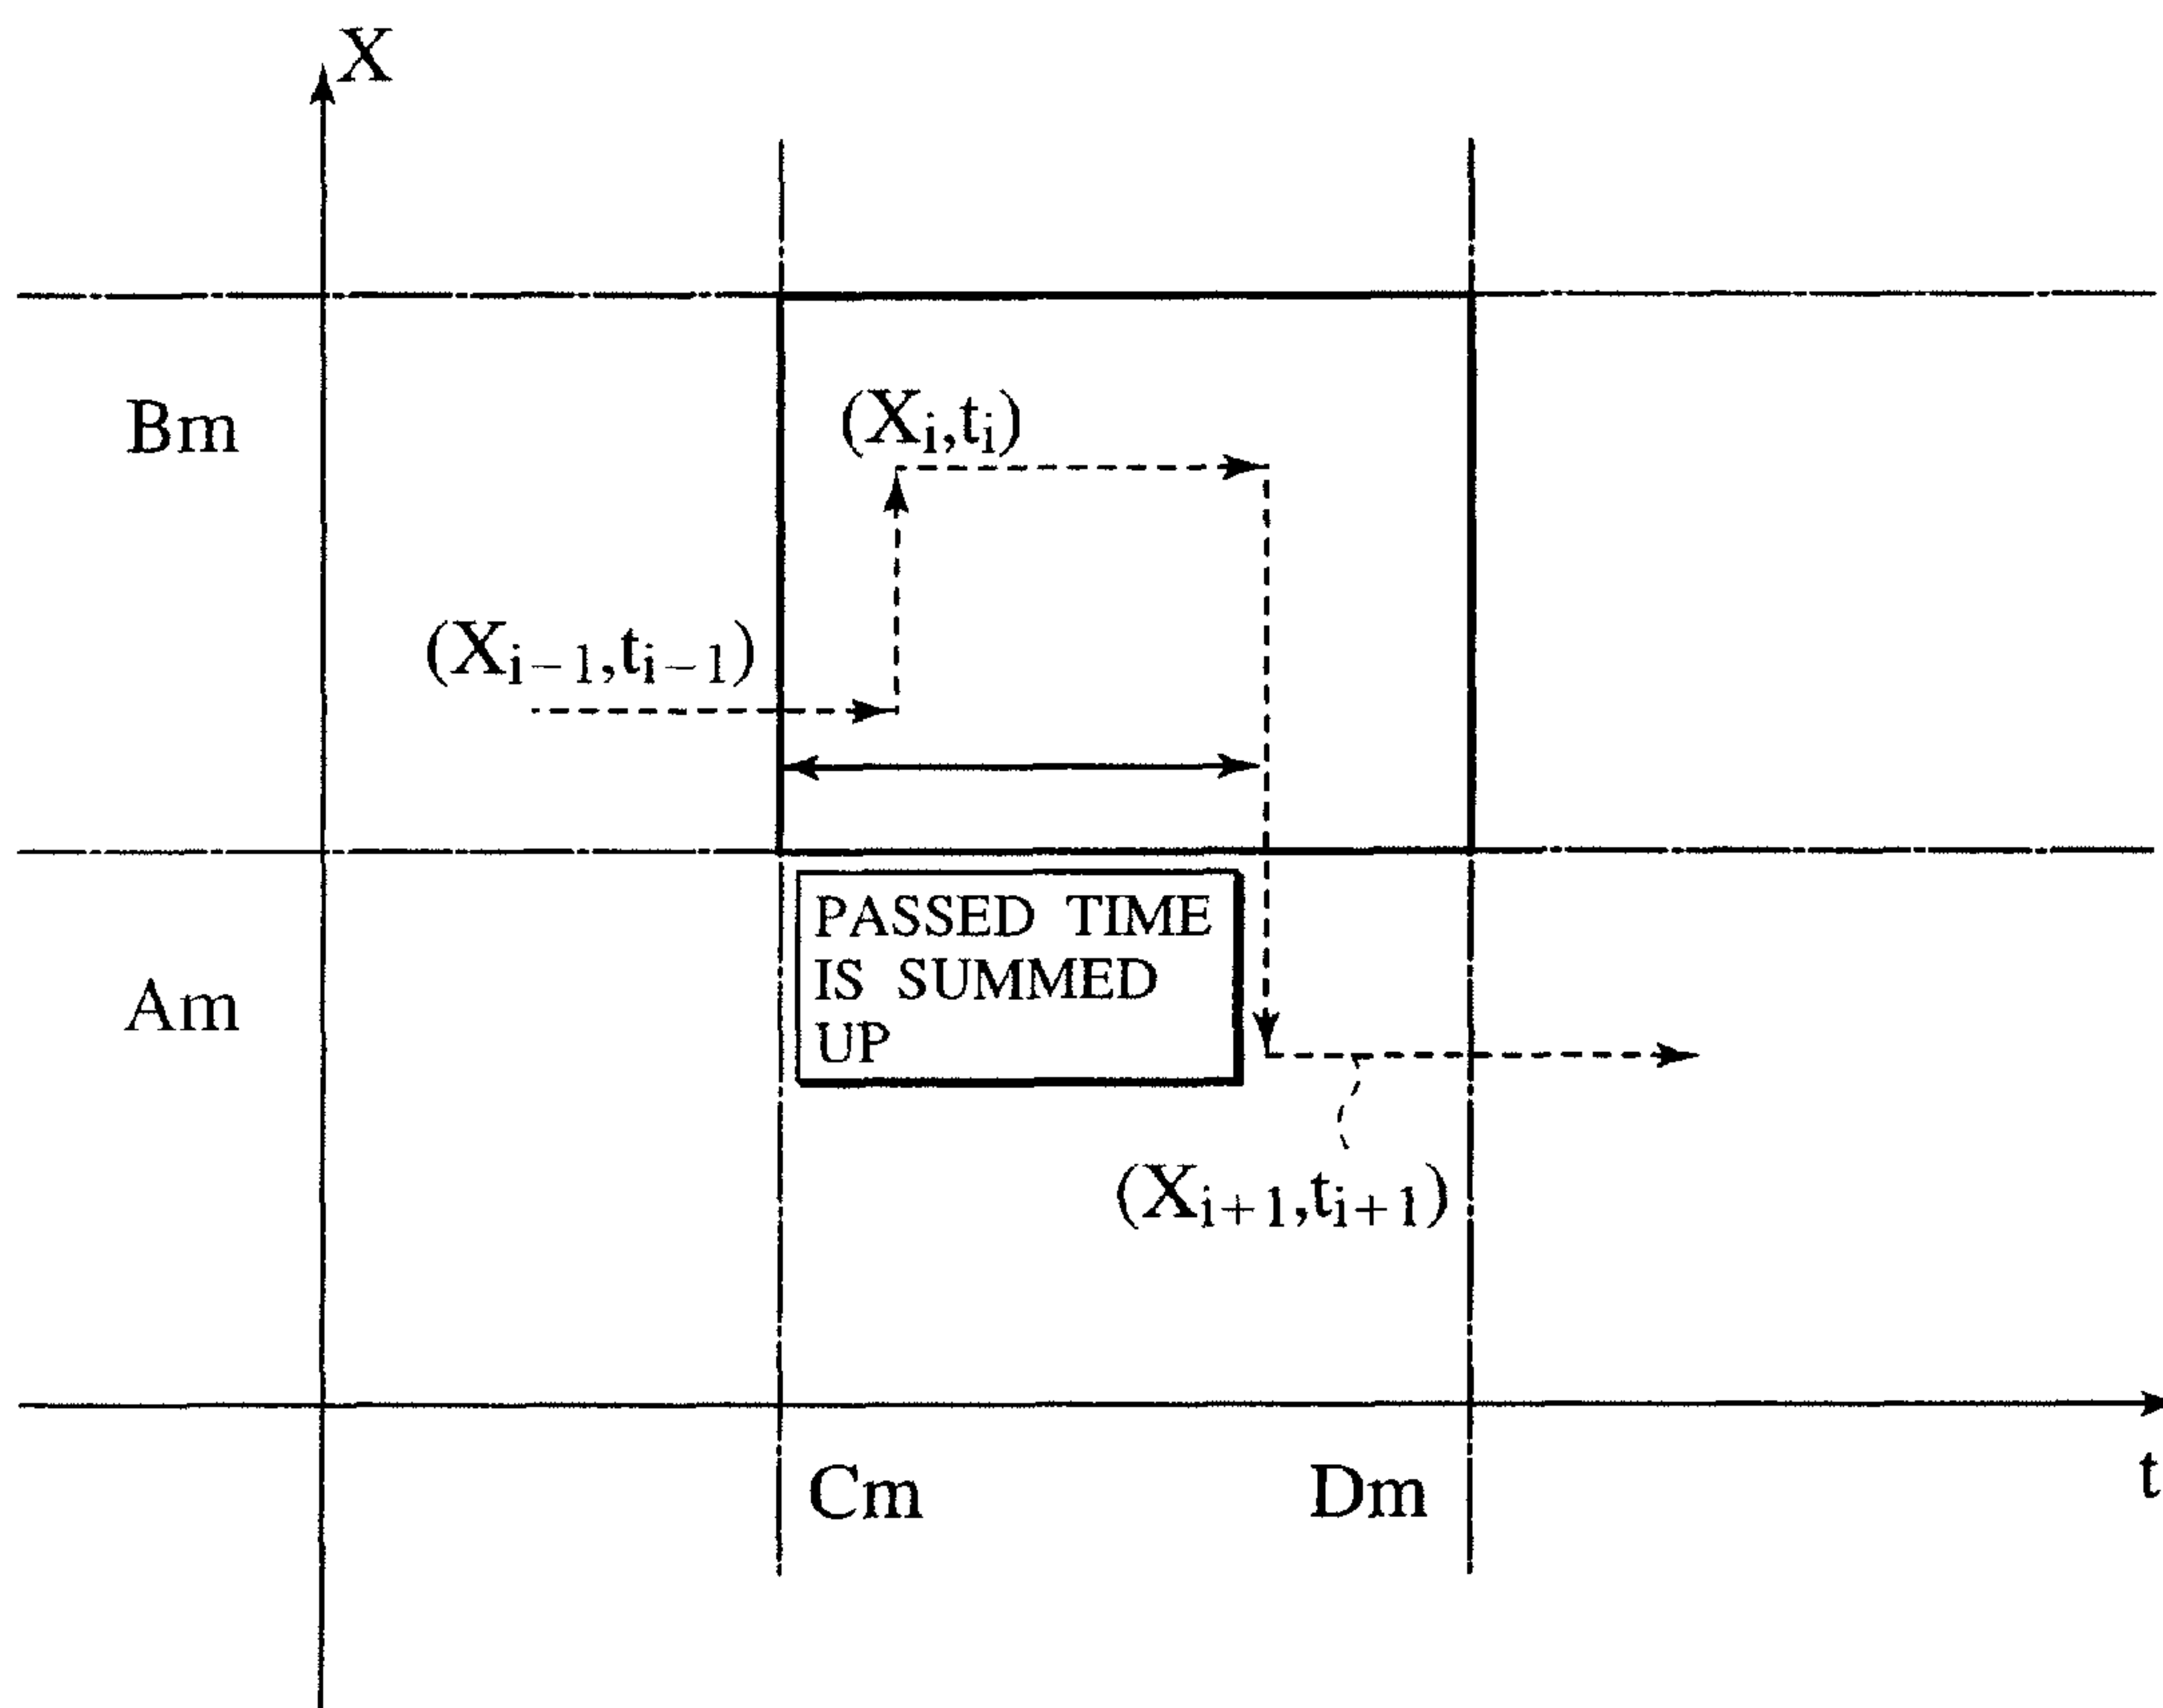 X
Bm
(Xi,ti)
(Xi−1,ti−1)
PASSED TIME
IS SUMMED
UP
Am
(Xi+1,ti+1)
Cm
Dm
t